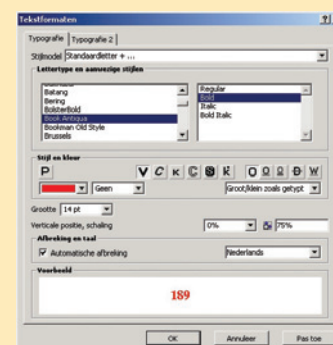 Tekstformaten
Typografie Typografie 2
Stijlmodel Standaardletter + ...
Lettertype en aanwezige stijlen
Batang
Bering
BolsterBold
Book Antiqua
Bookman Old Style
Brussels
Regular
Bold
Italic
Bold Italic
Stijl en kleur
P V C K C S K O O O D W
Geen Groot/klein zoals getypt
Grootte 14 pt
Verticale positie, schaling 0% 75%
Afbreking en taal
Automatische afbreking Nederlands
Voorbeeld
189
OK Annuleer Pas toe